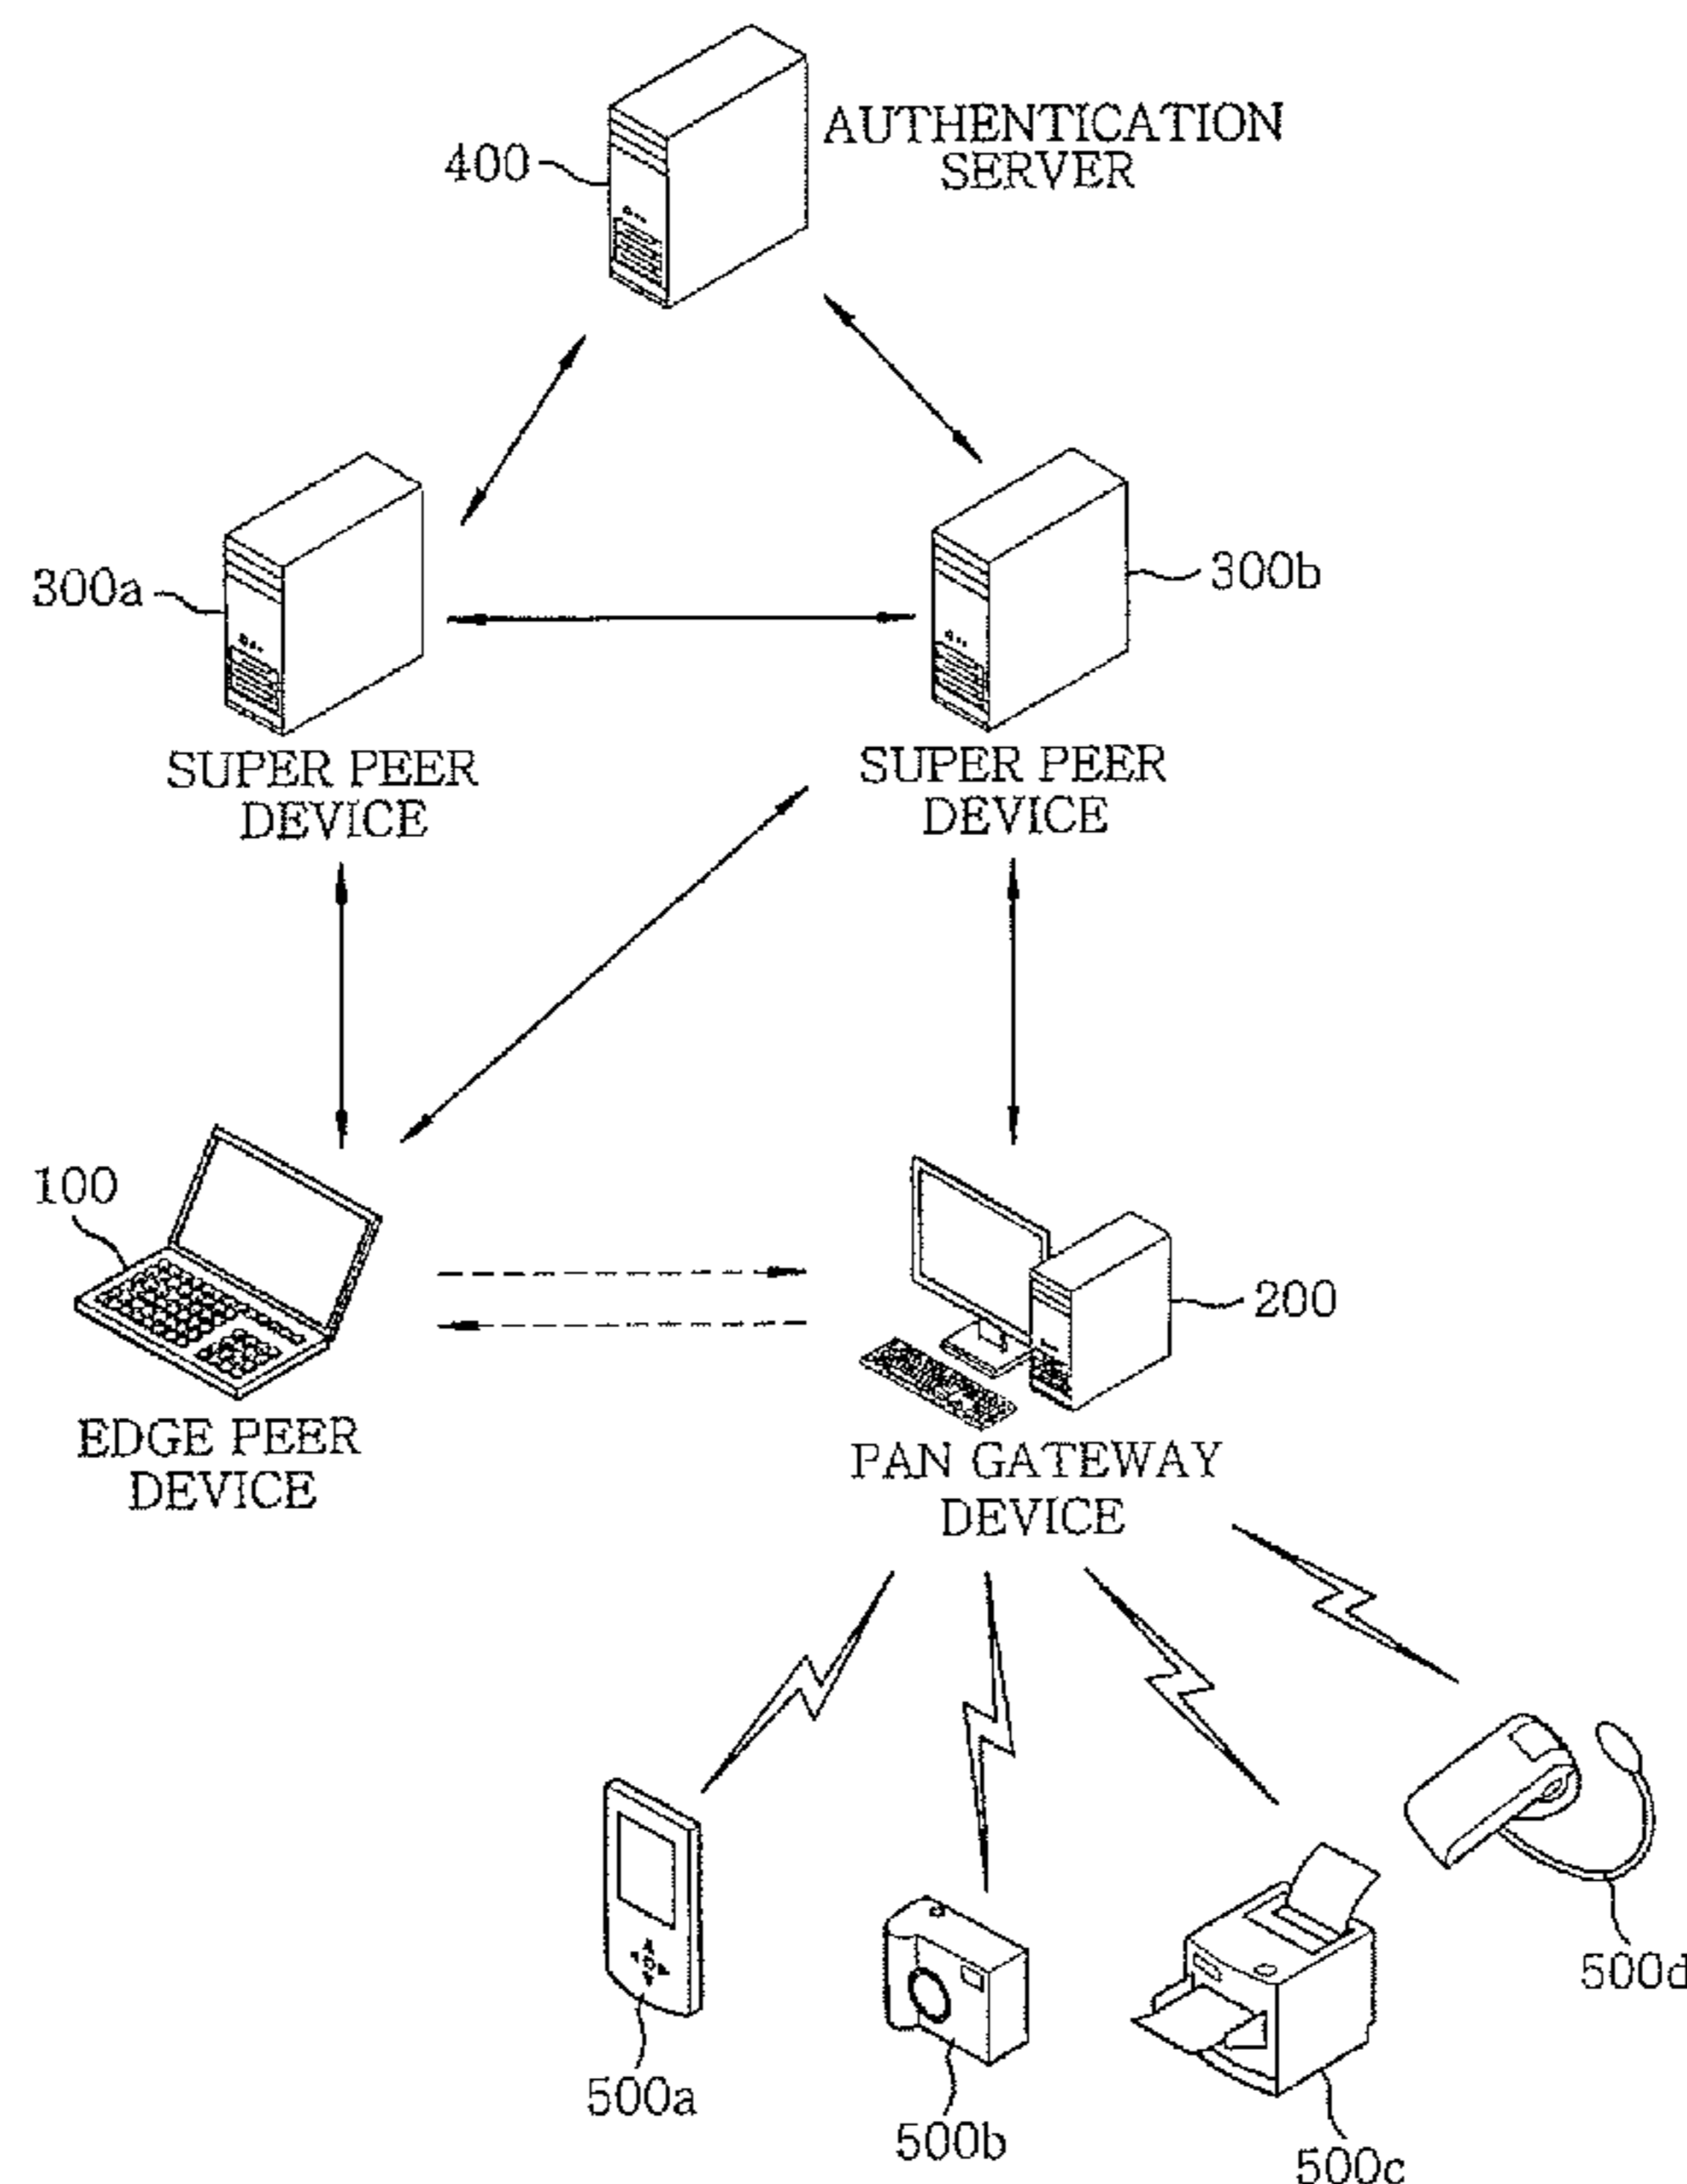 AUTHENTICATION
SERVER
400
300a
300b
SUPER PEER
DEVICE
SUPER PEER
DEVICE
100
200
EDGE PEER
DEVICE
PAN GATEWAY
DEVICE
500a
500b
500c
500d